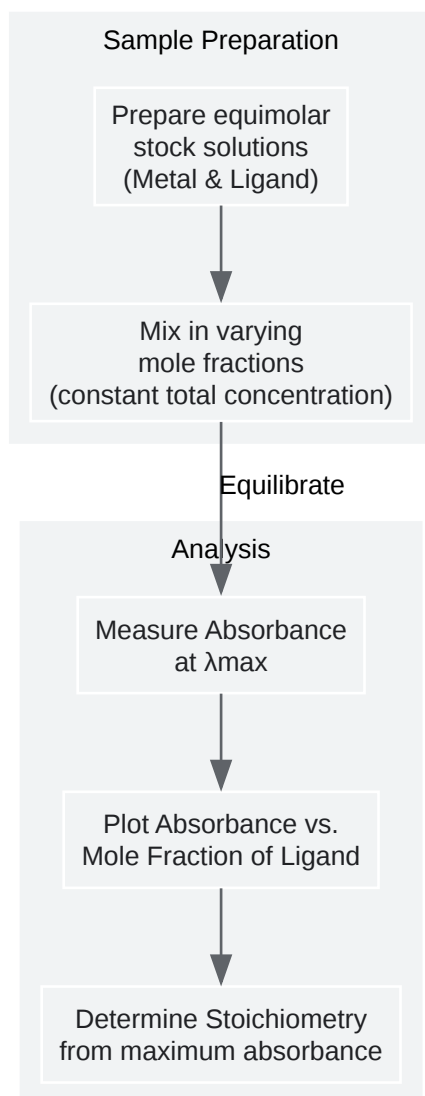 Sample Preparation
Prepare equimolar
stock solutions
(Metal & Ligand)
Mix in varying
mole fractions
(constant total concentration)
Equilibrate
Analysis
Measure Absorbance
at λmax
Plot Absorbance vs.
Mole Fraction of Ligand
Determine Stoichiometry
from maximum absorbance